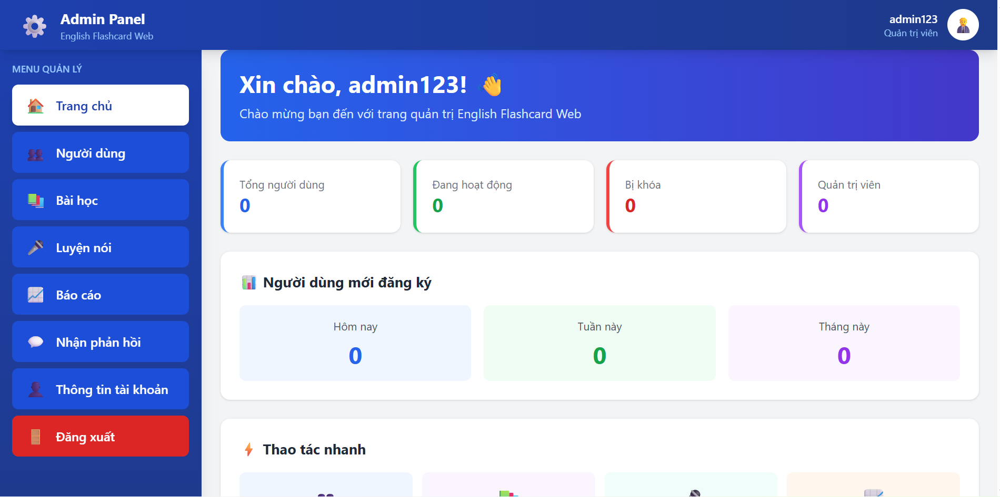 Admin Panel
English Flashcard Web
admin123
Quản trị viên
MENU QUẢN LÝ
Trang chủ
Người dùng
Bài học
Luyện nói
Báo cáo
Nhận phản hồi
Thông tin tài khoản
Đăng xuất
Xin chào, admin123! 👋
Chào mừng bạn đến với trang quản trị English Flashcard Web
Tổng người dùng
0
Đang hoạt động
0
Bị khóa
0
Quản trị viên
0
Người dùng mới đăng ký
Hôm nay
0
Tuần này
0
Tháng này
0
Thao tác nhanh